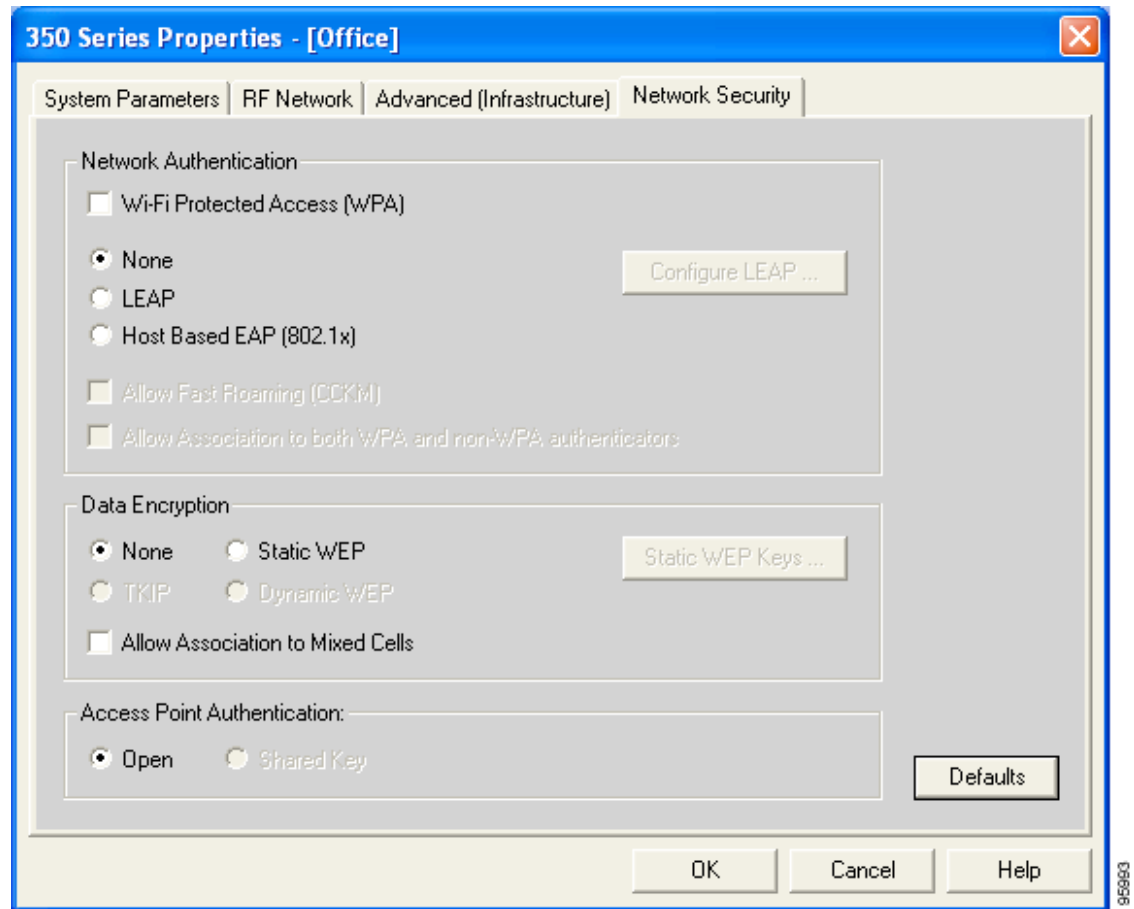 350 Series Properties - [Office]
System Parameters RF Network Advanced (Infrastructure) Network Security
Network Authentication
Wi-Fi Protected Access (WPA)
None
Configure LEAP ...
LEAP
Host Based EAP (802.1x)
Allow Fast Roaming (CCKM)
Allow Association to both WPA and non-WPA authenticators
Data Encryption
None Static WEP
Static WEP Keys ...
TKIP Dynamic WEP
Allow Association to Mixed Cells
Access Point Authentication:
Open Shared Key
Defaults
OK Cancel Help
95993